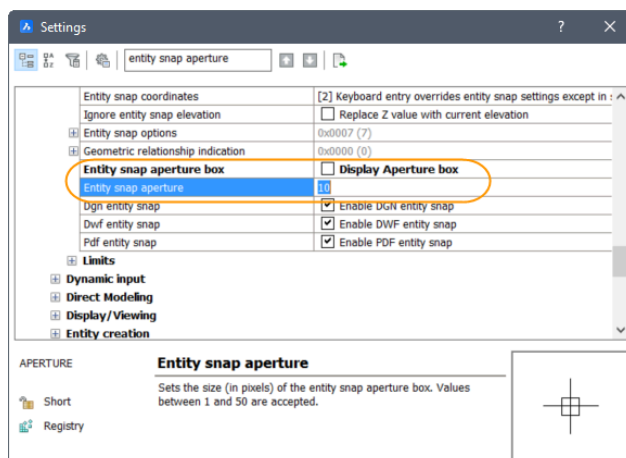 Settings
entity snap aperture
Entity snap coordinates [2] Keyboard entry overrides entity snap settings except in
Ignore entity snap elevation Replace Z value with current elevation
Entity snap options 0x0007 (7)
Geometric relationship indication 0x0000 (0)
Entity snap aperture box Display Aperture box
Entity snap aperture 10
Dgn entity snap Enable DGN entity snap
Dwf entity snap Enable DWF entity snap
Pdf entity snap Enable PDF entity snap
Limits
Dynamic input
Direct Modeling
Display/Viewing
Entity creation
APERTURE
Entity snap aperture
Sets the size (in pixels) of the entity snap aperture box. Values
between 1 and 50 are accepted.
Short
Registry